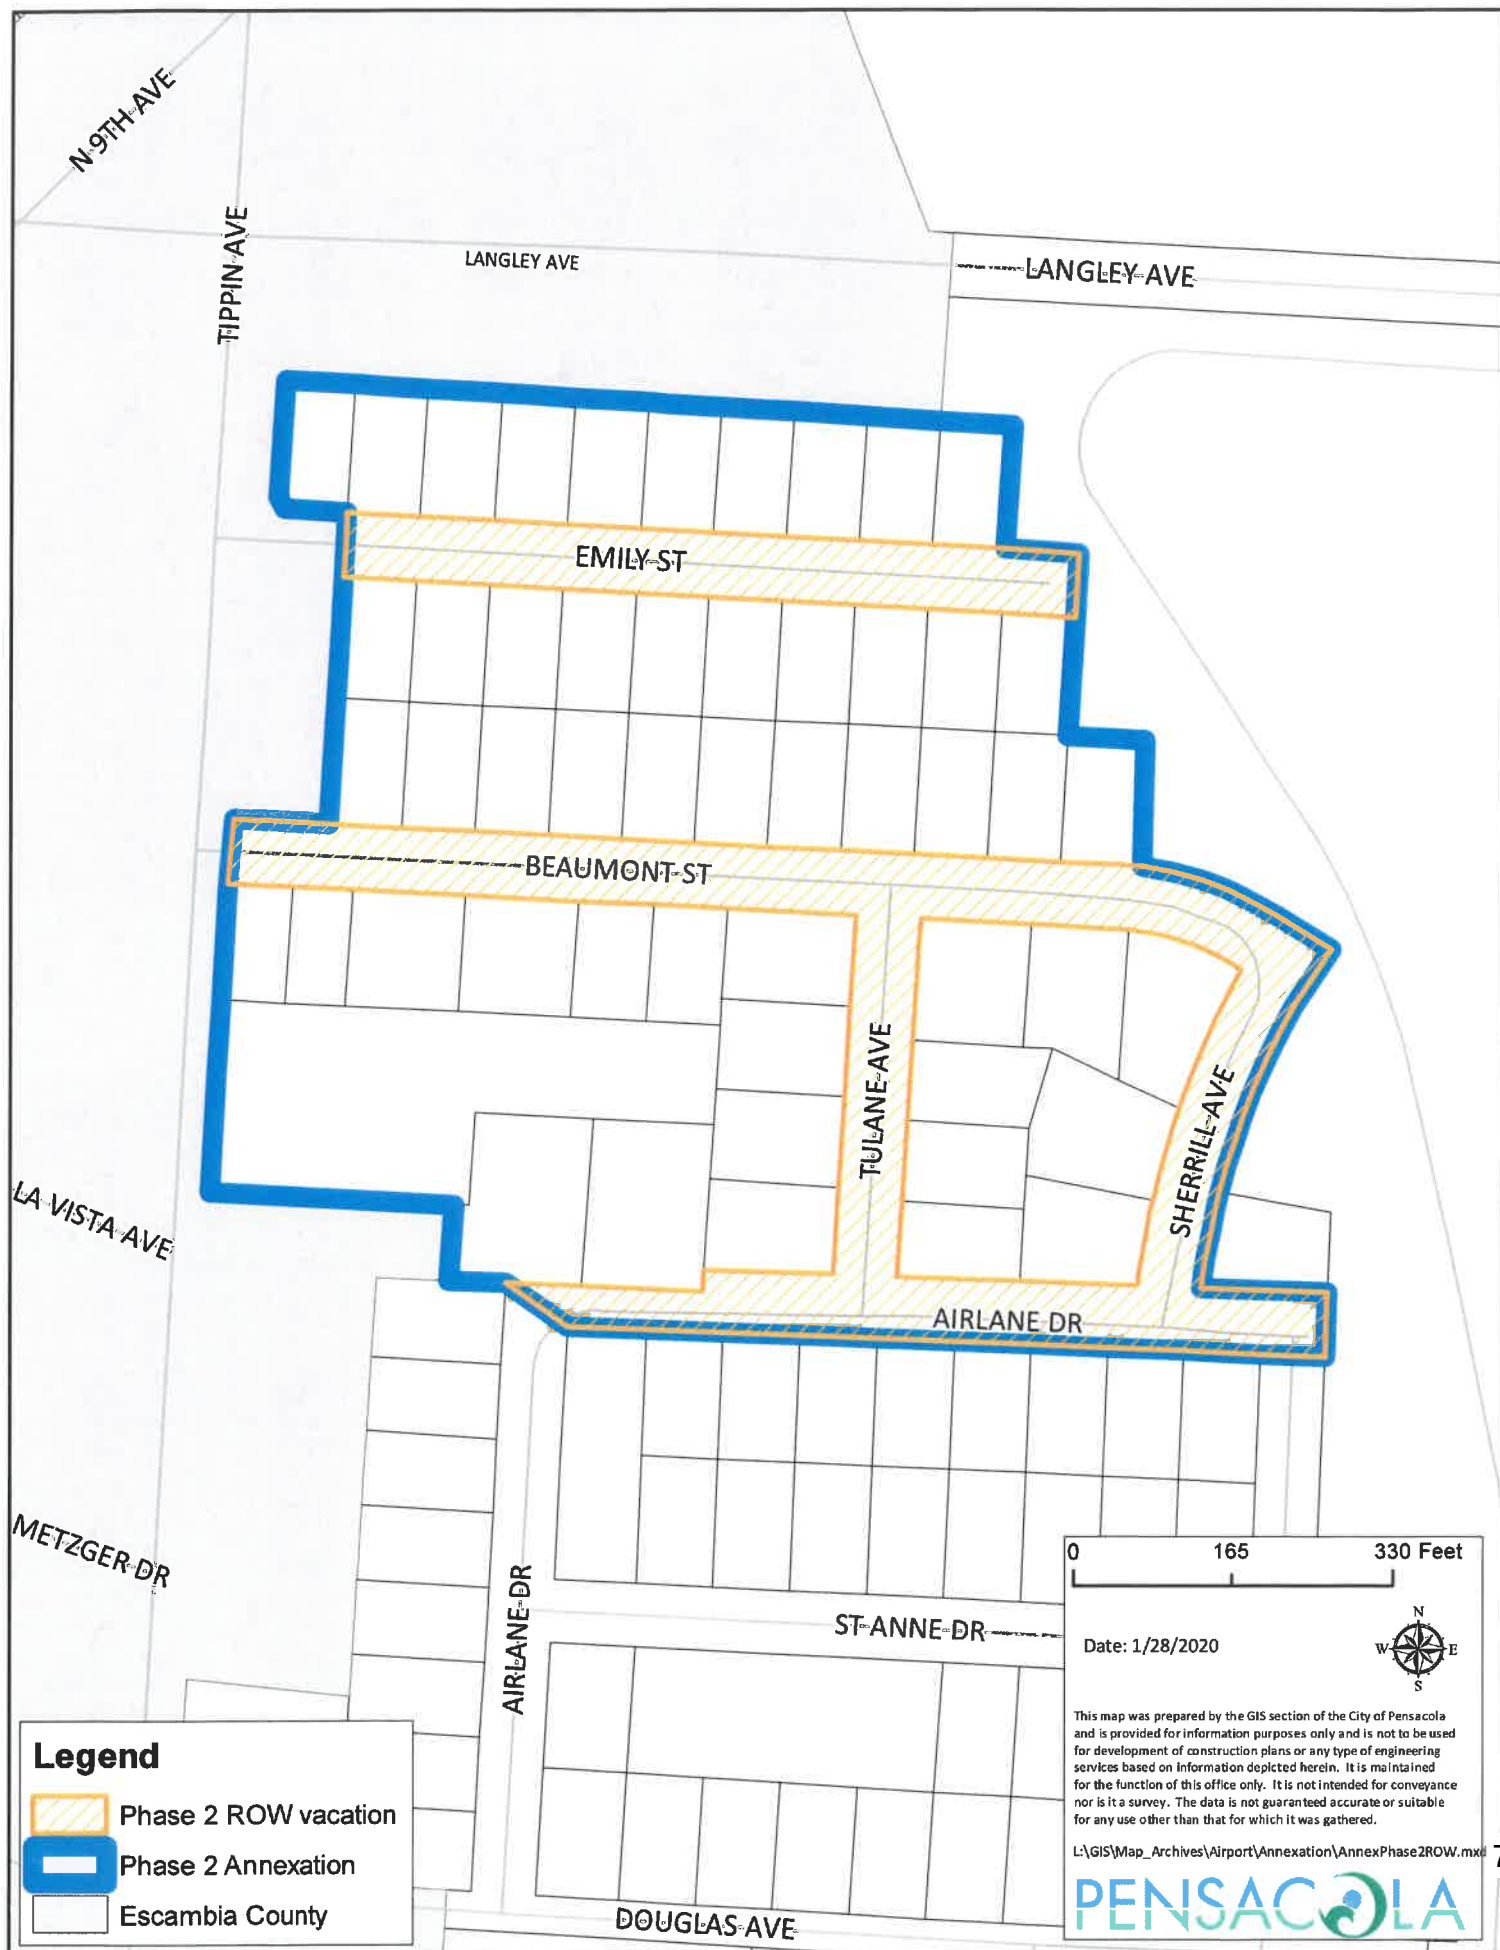 N 9TH AVE
TIPPIN AVE
LANGLEY AVE
LANGLEY AVE
EMILY ST
BEAUMONT ST
TULANE AVE
SHERRILL AVE
LA VISTA AVE
AIRLANE DR
METZGER DR
AIRLANE DR
ST ANNE DR
DOUGLAS AVE
0 165 330 Feet
Date: 1/28/2020
N
W E
S
This map was prepared by the GIS section of the City of Pensacola
and is provided for information purposes only and is not to be used
for development of construction plans or any type of engineering
services based on information depicted herein. It is maintained
for the function of this office only. It is not intended for conveyance
nor is it a survey. The data is not guaranteed accurate or suitable
for any use other than that for which it was gathered.
L:\GIS\Map_Archives\Airport\Annexation\AnnexPhase2ROW.mxd
7
PENSACOLA
Legend
Phase 2 ROW vacation
Phase 2 Annexation
Escambia County